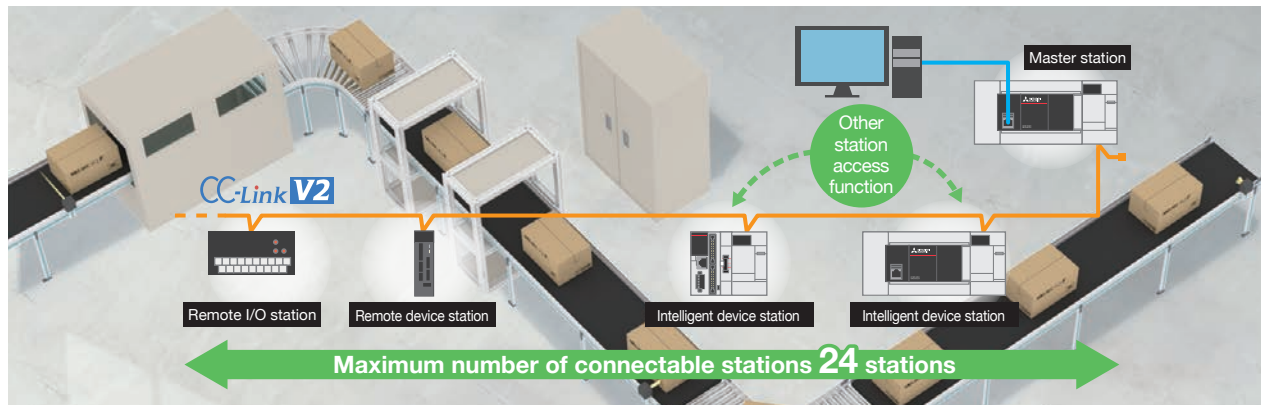 Master station
Other
station
access
function
CC-Link V2
Remote I/O station
Remote device station
Intelligent device station
Intelligent device station
Maximum number of connectable stations 24 stations